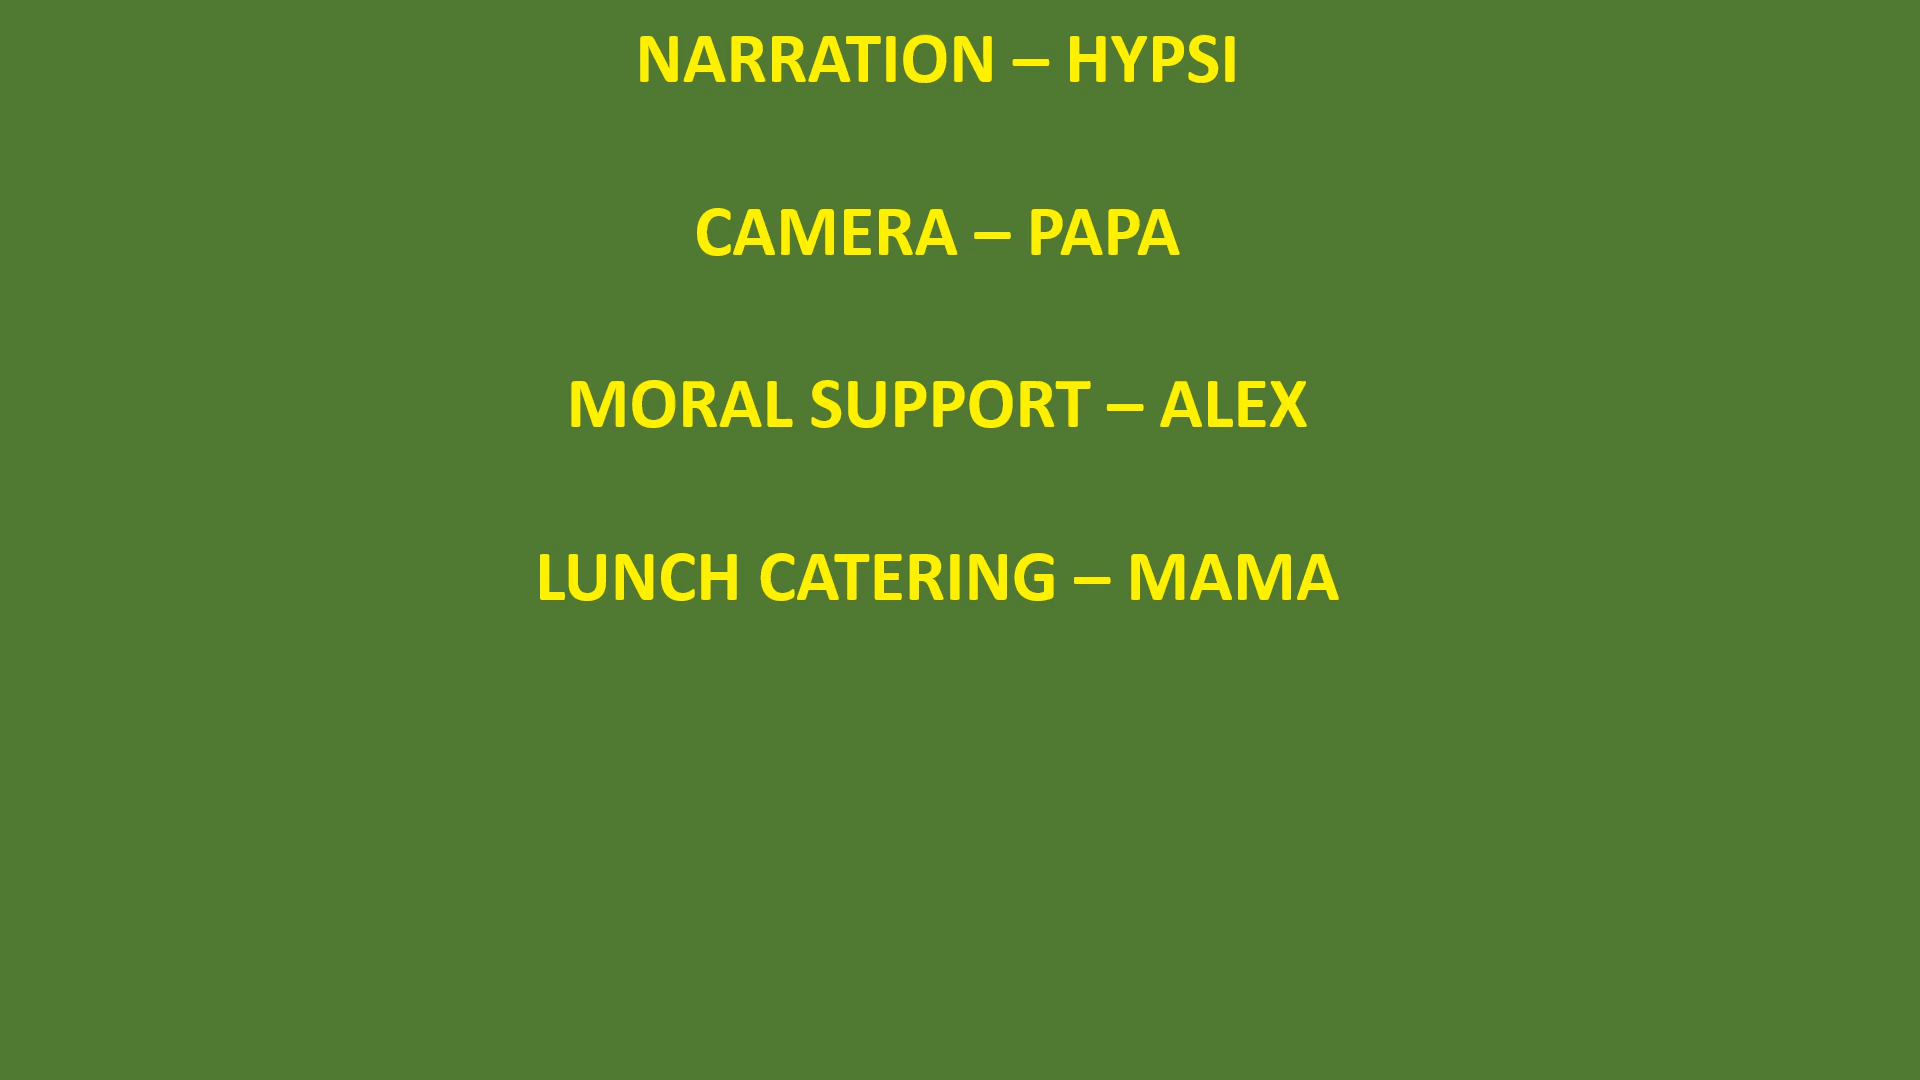 NARRATION – HYPSI
CAMERA – PAPA
MORAL SUPPORT – ALEX
LUNCH CATERING – MAMA